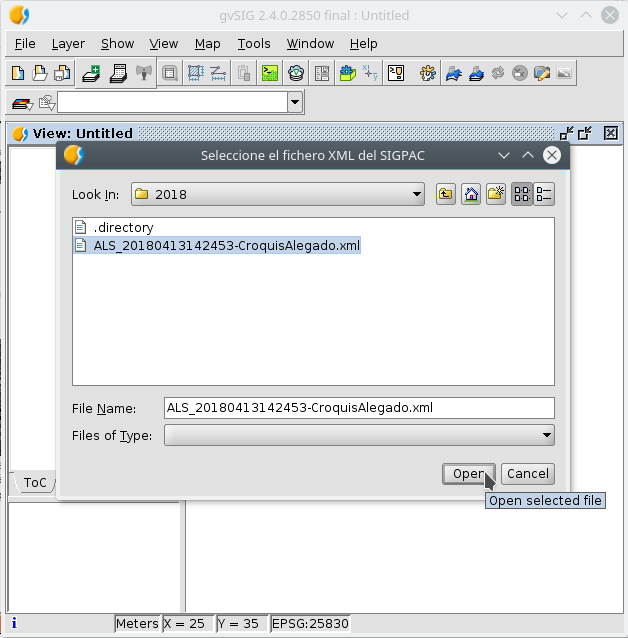 gvSIG 2.4.0.2850 final : Untitled
File Layer Show View Map Tools Window Help
View: Untitled
Seleccione el fichero XML del SIGPAC
Look In: 2018
.directory
ALS_20180413142453-CroquisAlegado.xml
File Name: ALS_20180413142453-CroquisAlegado.xml
Files of Type:
Open Cancel
ToC
Open selected file
Meters X = 25 Y = 35 EPSG:25830